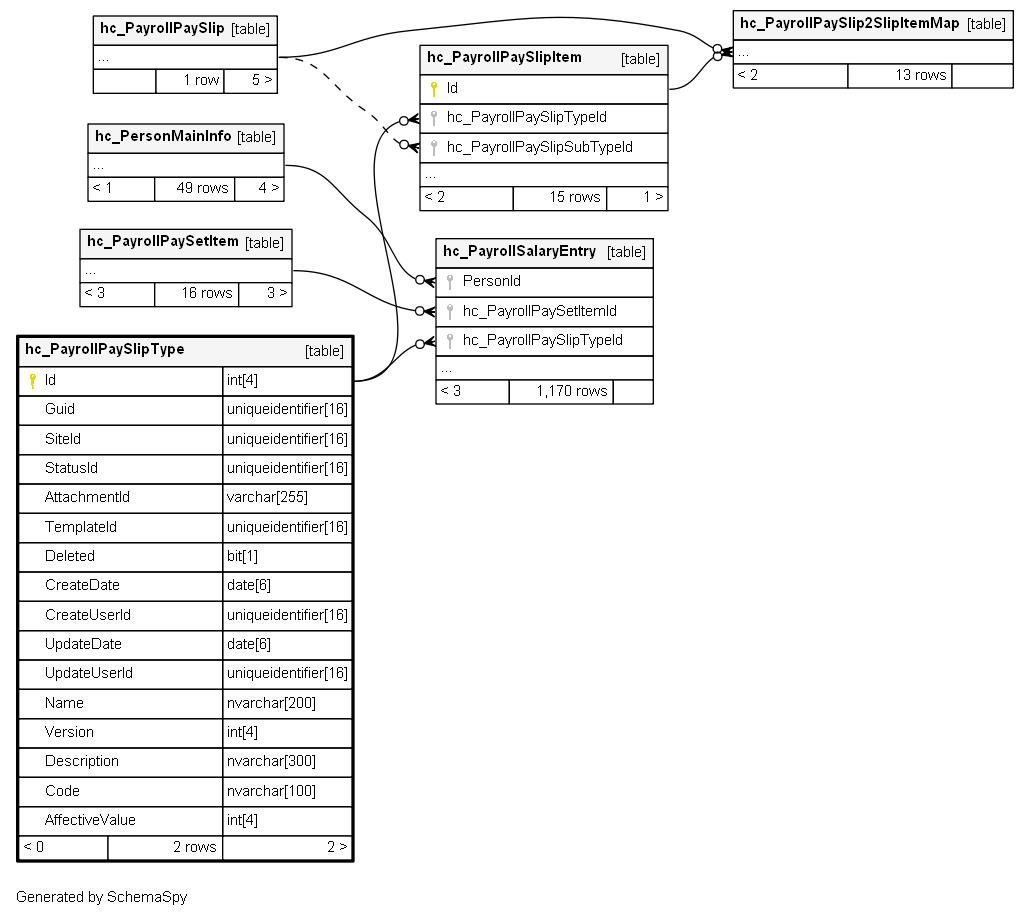 hc_PayrollPaySlip [table]
...
1 row 5 >
hc_PayrollPaySlip2SlipItemMap [table]
...
< 2 13 rows
hc_PayrollPaySlipItem [table]
Id
hc_PayrollPaySlipTypeId
hc_PayrollPaySlipSubTypeId
...
< 2 15 rows 1 >
hc_PersonMainInfo [table]
...
< 1 49 rows 4 >
hc_PayrollPaySetItem [table]
...
< 3 16 rows 3 >
hc_PayrollSalaryEntry [table]
PersonId
hc_PayrollPaySetItemId
hc_PayrollPaySlipTypeId
...
< 3 1,170 rows
hc_PayrollPaySlipType [table]
Id int[4]
Guid uniqueidentifier[16]
SiteId uniqueidentifier[16]
StatusId uniqueidentifier[16]
AttachmentId varchar[255]
TemplateId uniqueidentifier[16]
Deleted bit[1]
CreateDate date[6]
CreateUserId uniqueidentifier[16]
UpdateDate date[6]
UpdateUserId uniqueidentifier[16]
Name nvarchar[200]
Version int[4]
Description nvarchar[300]
Code nvarchar[100]
AffectiveValue int[4]
< 0 2 rows 2 >
Generated by SchemaSpy